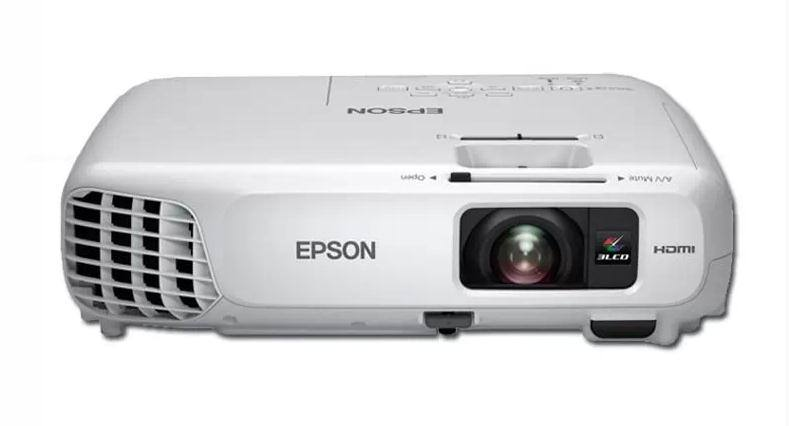 EPSON
Open
A/V Mute
EPSON
3LCD
HDMI